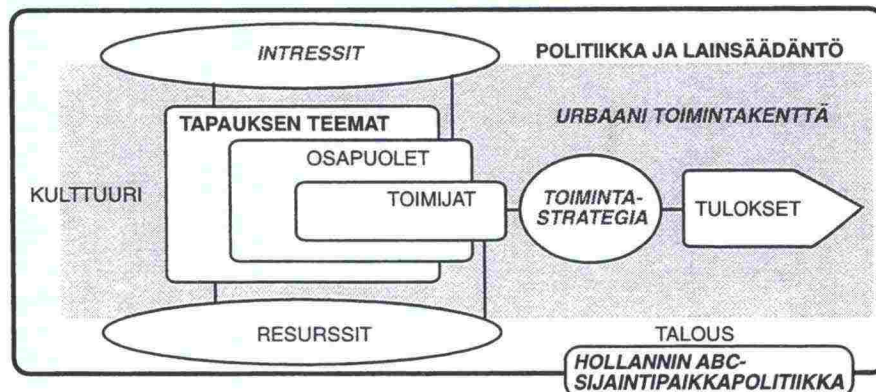 INTRESSIT
POLITIIKKA JA LAINSÄÄDÄNTÖ
TAPAUKSEN TEEMAT
URBAANI TOIMINTAKENTTÄ
OSAPUOLET
KULTTUURI
TOIMIJAT
TOIMINTA-
STRATEGIA
TULOKSET
RESURSSIT
TALOUS
HOLLANNIN ABC-
SIJAINTIPAIKKAPOLITIIKKA